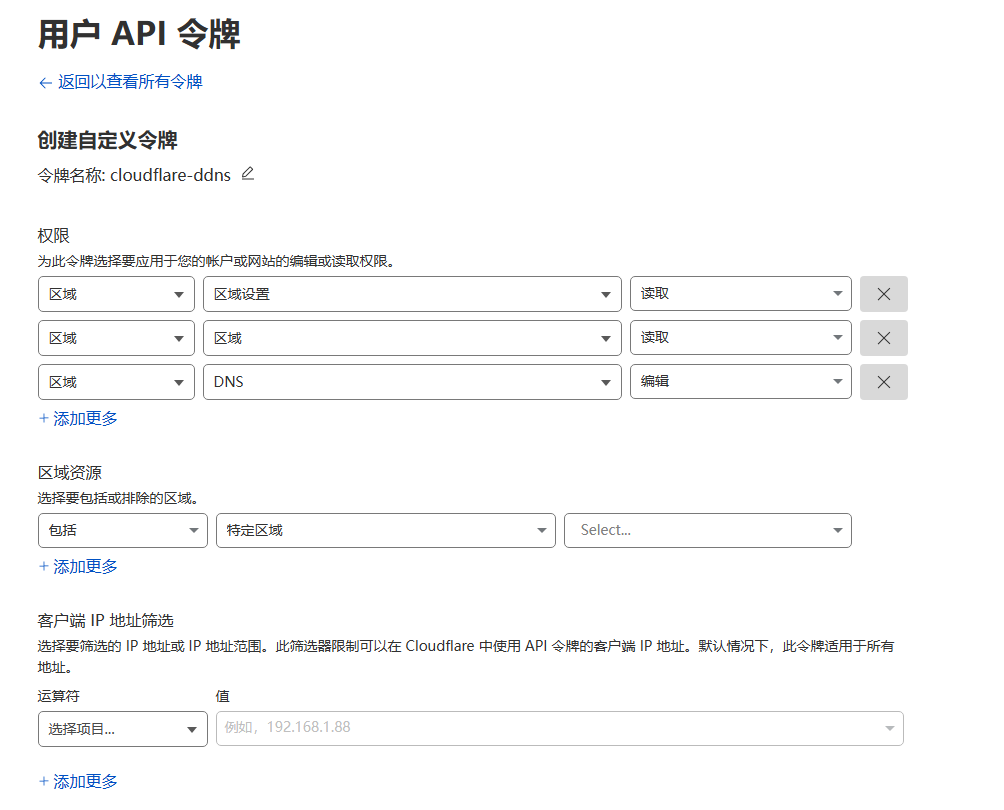 用户 API 令牌
← 返回以查看所有令牌
创建自定义令牌
令牌名称: cloudflare-ddns
权限
为此令牌选择要应用于您的帐户或网站的编辑或读取权限。
区域 区域设置 读取
区域 区域 读取
区域 DNS 编辑
+ 添加更多
区域资源
选择要包括或排除的区域。
包括 特定区域 Select...
+ 添加更多
客户端 IP 地址筛选
选择要筛选的 IP 地址或 IP 地址范围。此筛选器限制可以在 Cloudflare 中使用 API 令牌的客户端 IP 地址。默认情况下，此令牌适用于所有
地址。
运算符 值
选择项目... 例如，192.168.1.88
+ 添加更多